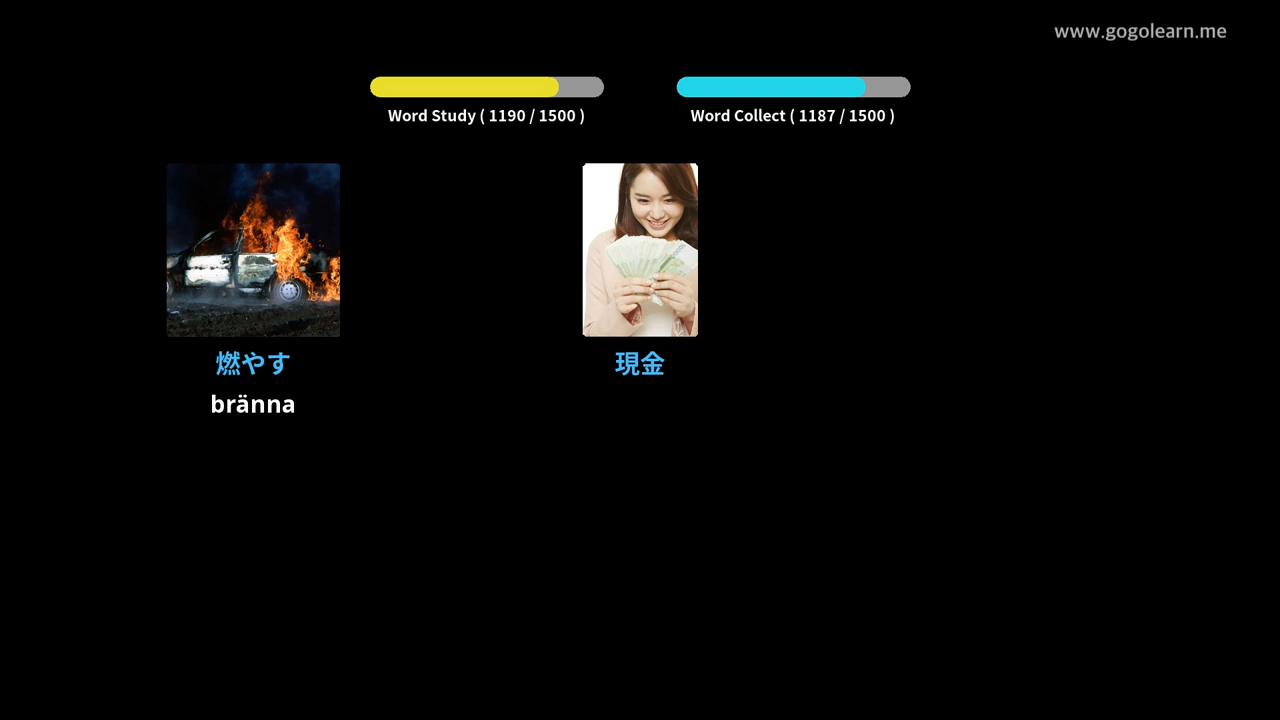 www.gogolearn.me
Word Study ( 1190 / 1500 )
Word Collect ( 1187 / 1500 )
燃やす
現金
bränna